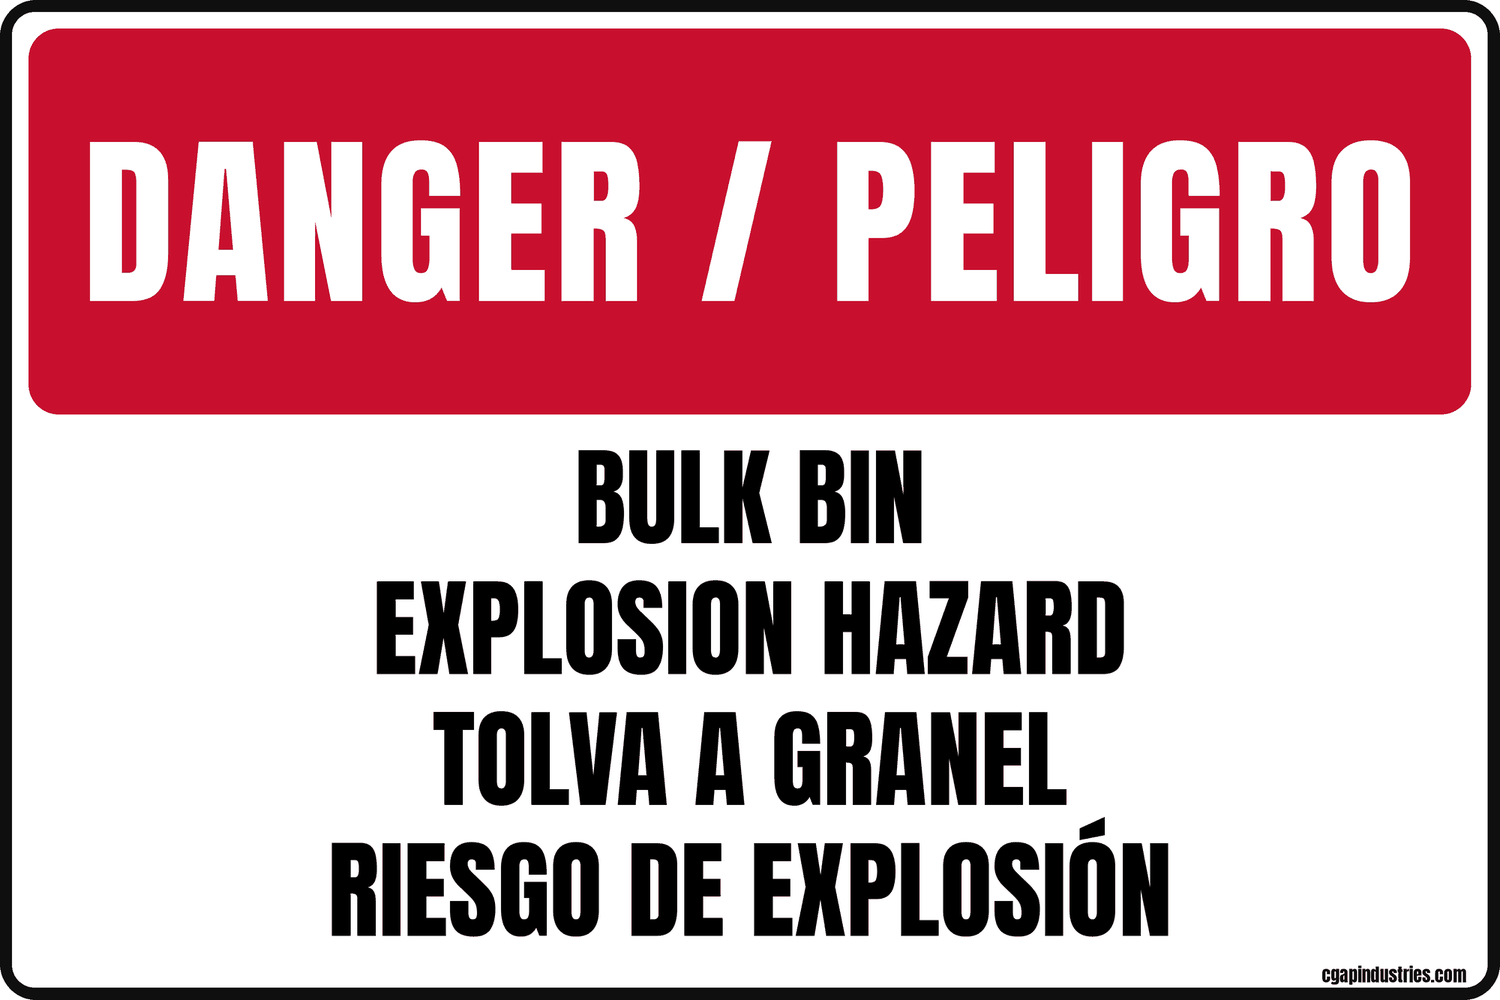 DANGER / PELIGRO
BULK BIN
EXPLOSION HAZARD
TOLVA A GRANEL
RIESGO DE EXPLOSIÓN
cgapindustries.com